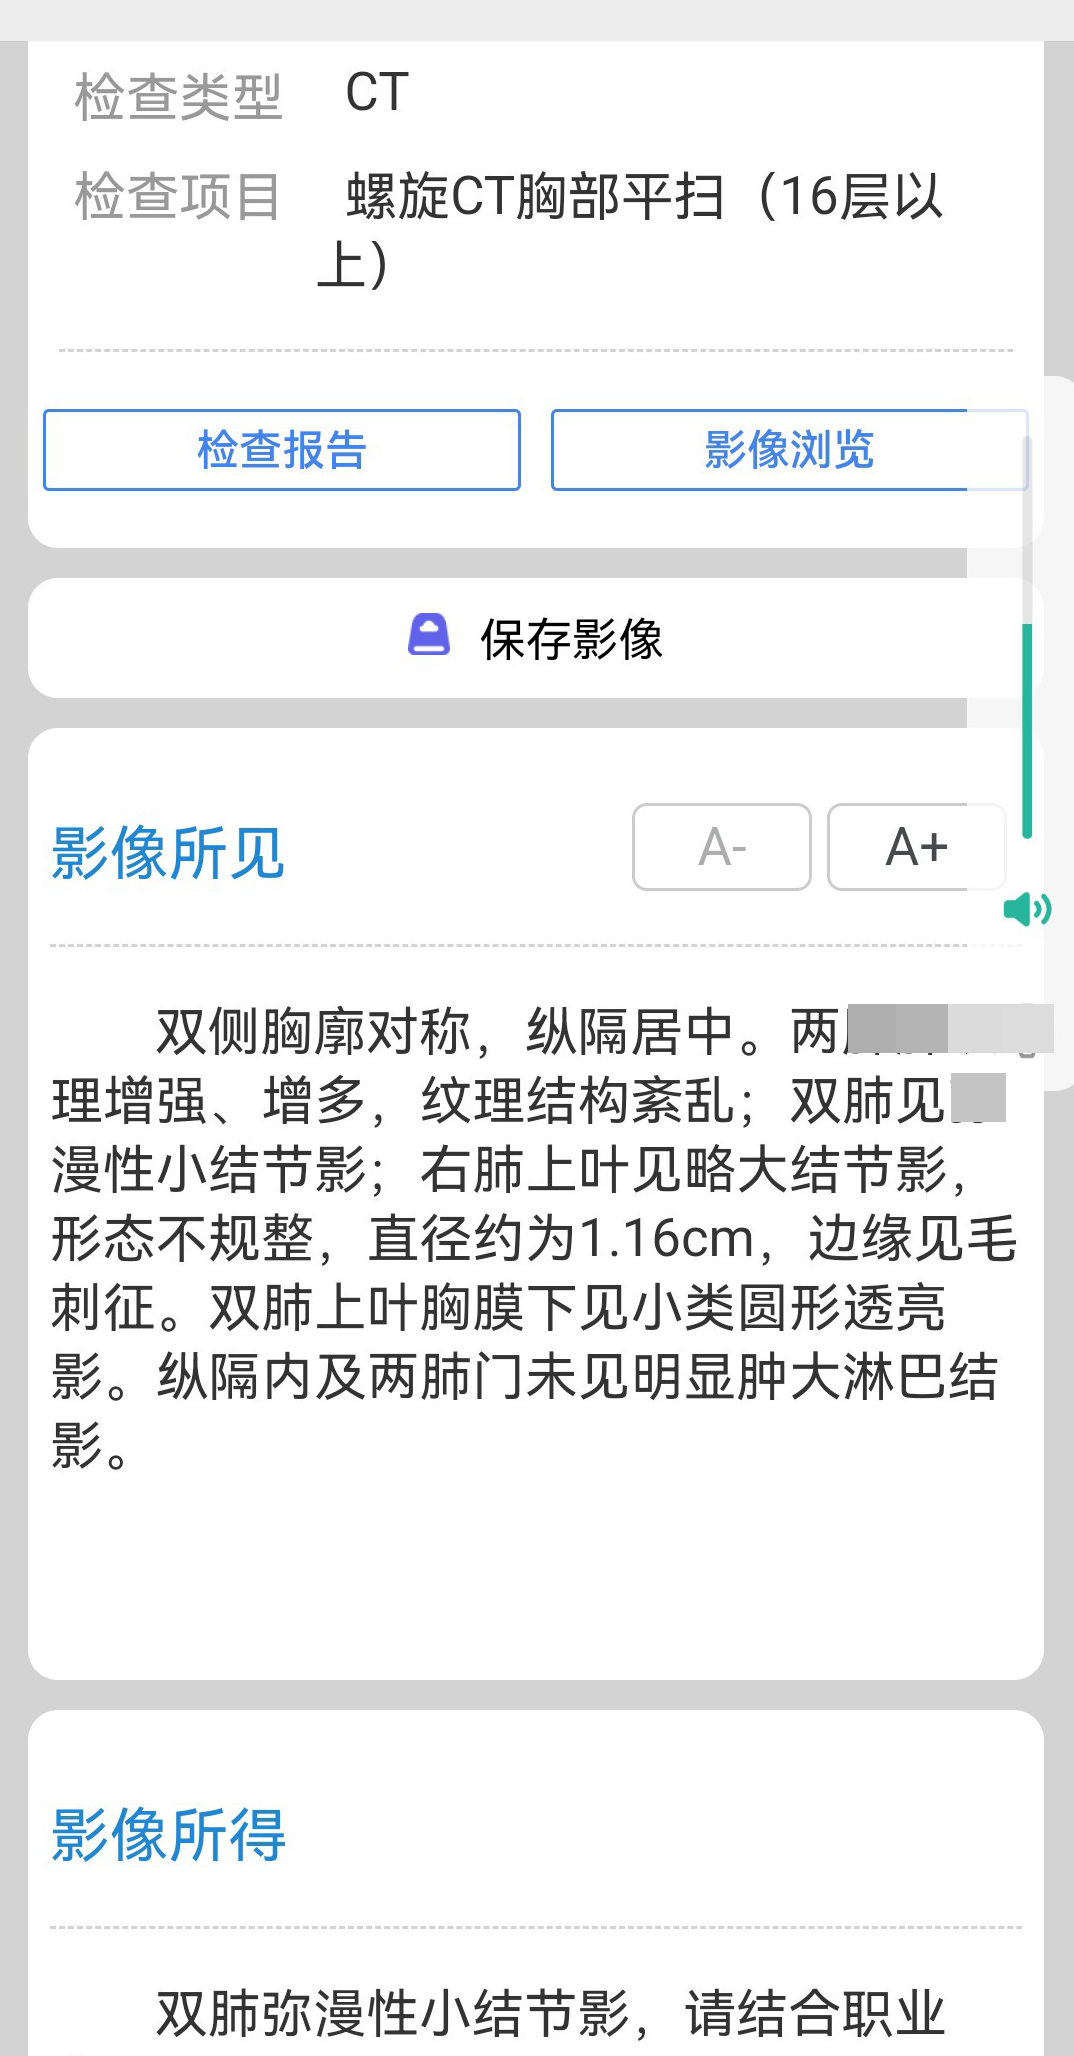 检查类型 CT
检查项目 螺旋CT胸部平扫（16层以
上）
检查报告 影像浏览
保存影像
影像所见 A- A+
双侧胸廓对称，纵隔居中。两
理增强、增多，纹理结构紊乱；双肺见
漫性小结节影；右肺上叶见略大结节影，
形态不规整，直径约为1.16cm，边缘见毛
刺征。双肺上叶胸膜下见小类圆形透亮
影。纵隔内及两肺门未见明显肿大淋巴结
影。
影像所得
双肺弥漫性小结节影，请结合职业